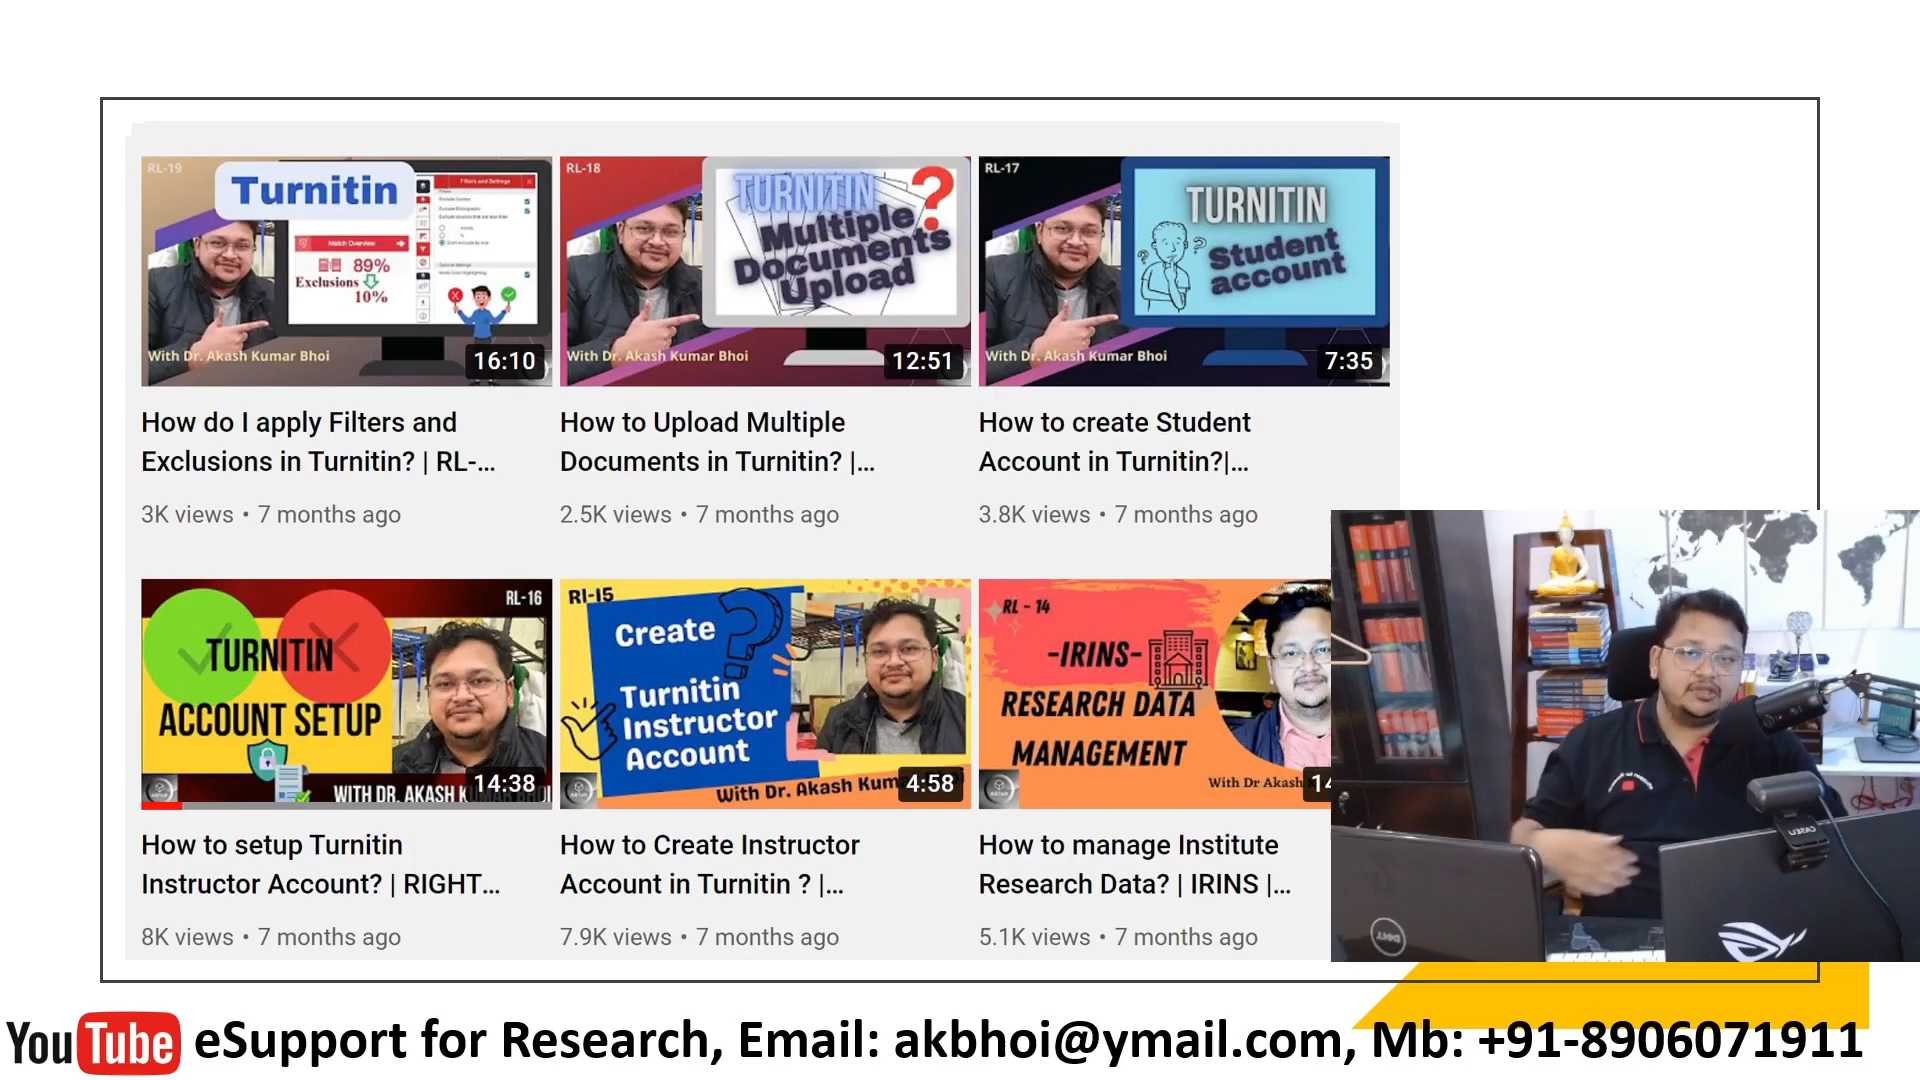 RL-19
Turnitin
Filters and Settings
Match Overview
89%
Exclusions
10%
With Dr. Akash Kumar Bhoi
16:10
RL-18
TURNITIN
?
Multiple
Documents
Upload
With Dr. Akash Kumar Bhoi
12:51
RL-17
TURNITIN
Student
account
With Dr. Akash Kumar Bhoi
7:35
How do I apply Filters and
Exclusions in Turnitin? | RL-...
3K views • 7 months ago
How to Upload Multiple
Documents in Turnitin? |...
2.5K views • 7 months ago
How to create Student
Account in Turnitin?|...
3.8K views • 7 months ago
RL-16
TURNITIN
ACCOUNT SETUP
14:38
RI-15
Create
Turnitin
Instructor
Account
4:58
RL - 14
-IRINS-
RESEARCH DATA
MANAGEMENT
With Dr Akash
How to setup Turnitin
Instructor Account? | RIGHT...
8K views • 7 months ago
How to Create Instructor
Account in Turnitin ? |...
7.9K views • 7 months ago
How to manage Institute
Research Data? | IRINS |...
5.1K views • 7 months ago
DELL
YouTube eSupport for Research, Email: akbhoi@ymail.com, Mb: +91-8906071911